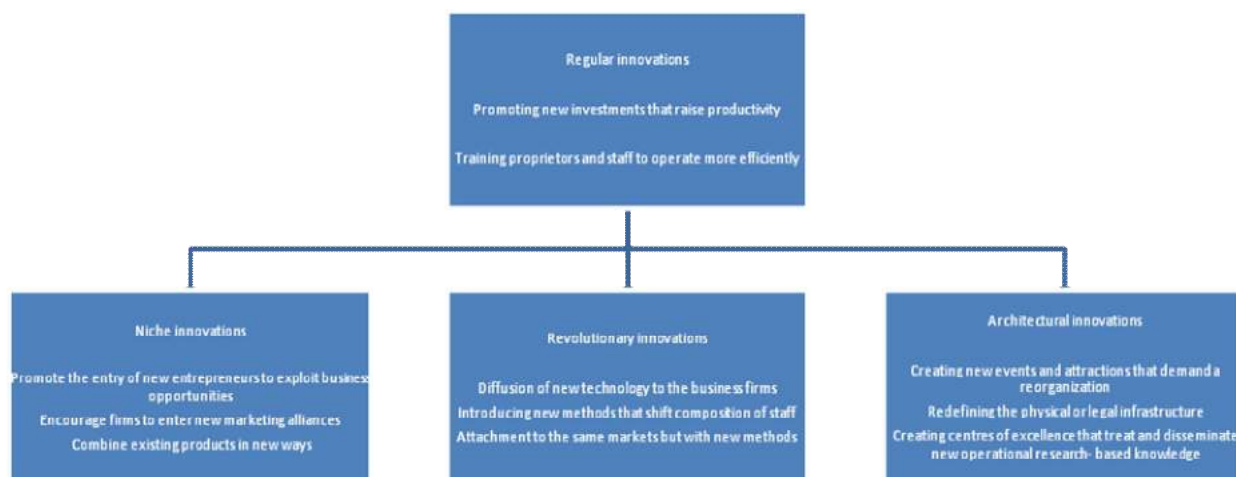 Regular innovations
Promoting new investments that raise productivity
Training proprietors and staff to operate more efficiently
Niche innovations
Promote the entry of new entrepreneurs to exploit business
opportunities
Encourage firms to enter new marketing alliances
Combine existing products in new ways
Revolutionary innovations
Diffusion of new technology to the business firms
Introducing new methods that shift composition of staff
Attachment to the same markets but with new methods
Architectural innovations
Creating new events and attractions that demand a
reorganization
Redefining the physical or legal infrastructure
Creating centres of excellence that treat and disseminate
new operational research- based knowledge